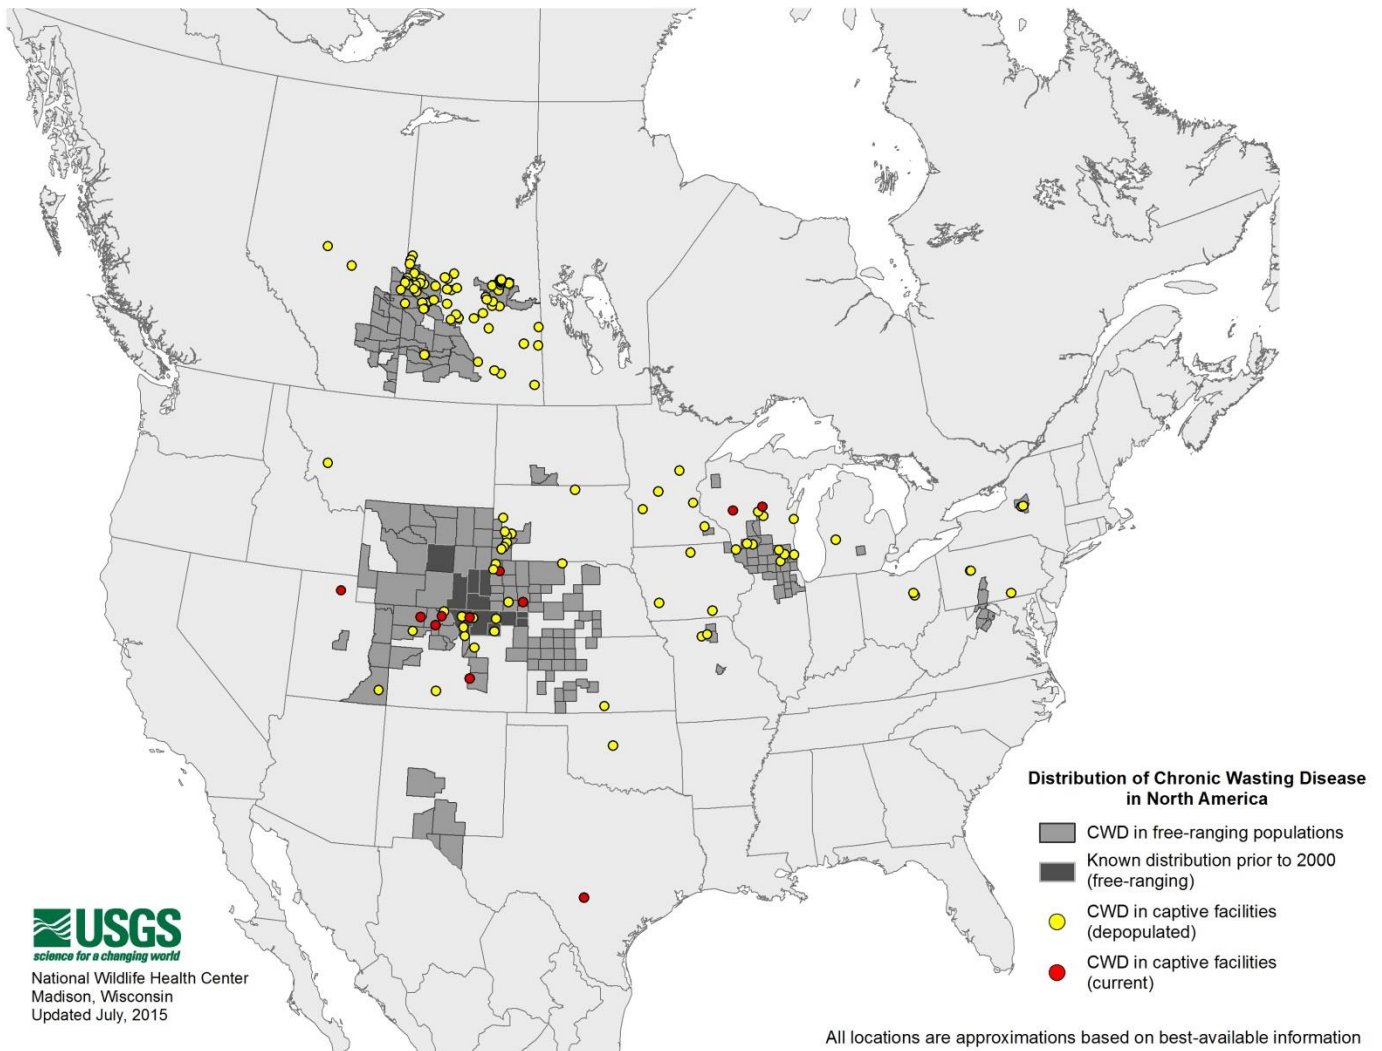 Distribution of Chronic Wasting Disease
in North America
CWD in free-ranging populations
Known distribution prior to 2000
(free-ranging)
CWD in captive facilities
(depopulated)
CWD in captive facilities
(current)
USGS
science for a changing world
National Wildlife Health Center
Madison, Wisconsin
Updated July, 2015
All locations are approximations based on best-available information